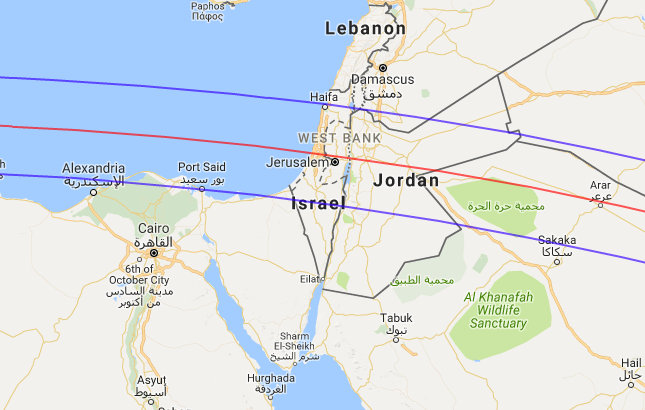 Paphos
Πάφος
Lebanon
Damascus
دمشق
Haifa
WEST BANK
Jerusalem
Alexandria
الإسكندرية
Port Said
بور سعيد
Jordan
Israel
محمية حرة الحرة
Arar
عرعر
Cairo
القاهرة
6th of
October City
مدينة السادس
من أكتوبر
Sakaka
سكاكا
Eilat
محمية الطبيق
Al Khanafah
Wildlife
Sanctuary
Tabuk
تبوك
Sharm
El-Sheikh
شرم الشيخ
Hail
حائل
Hurghada
الغردقة
Asyut
أسيوط